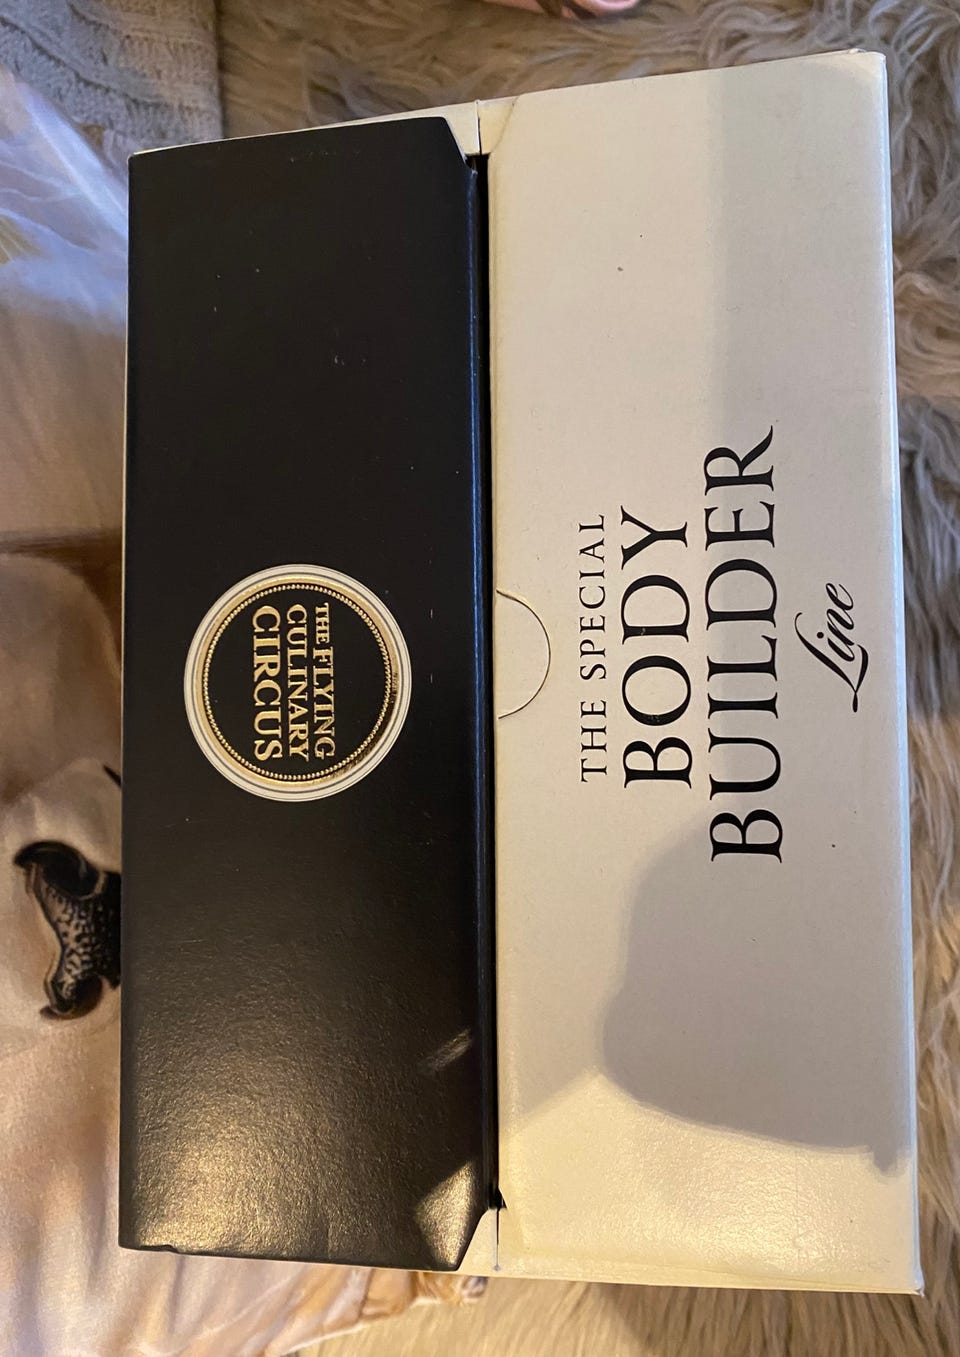 THE FLYING
CULINARY
CIRCUS
THE SPECIAL
BODY
BUILDER
Line